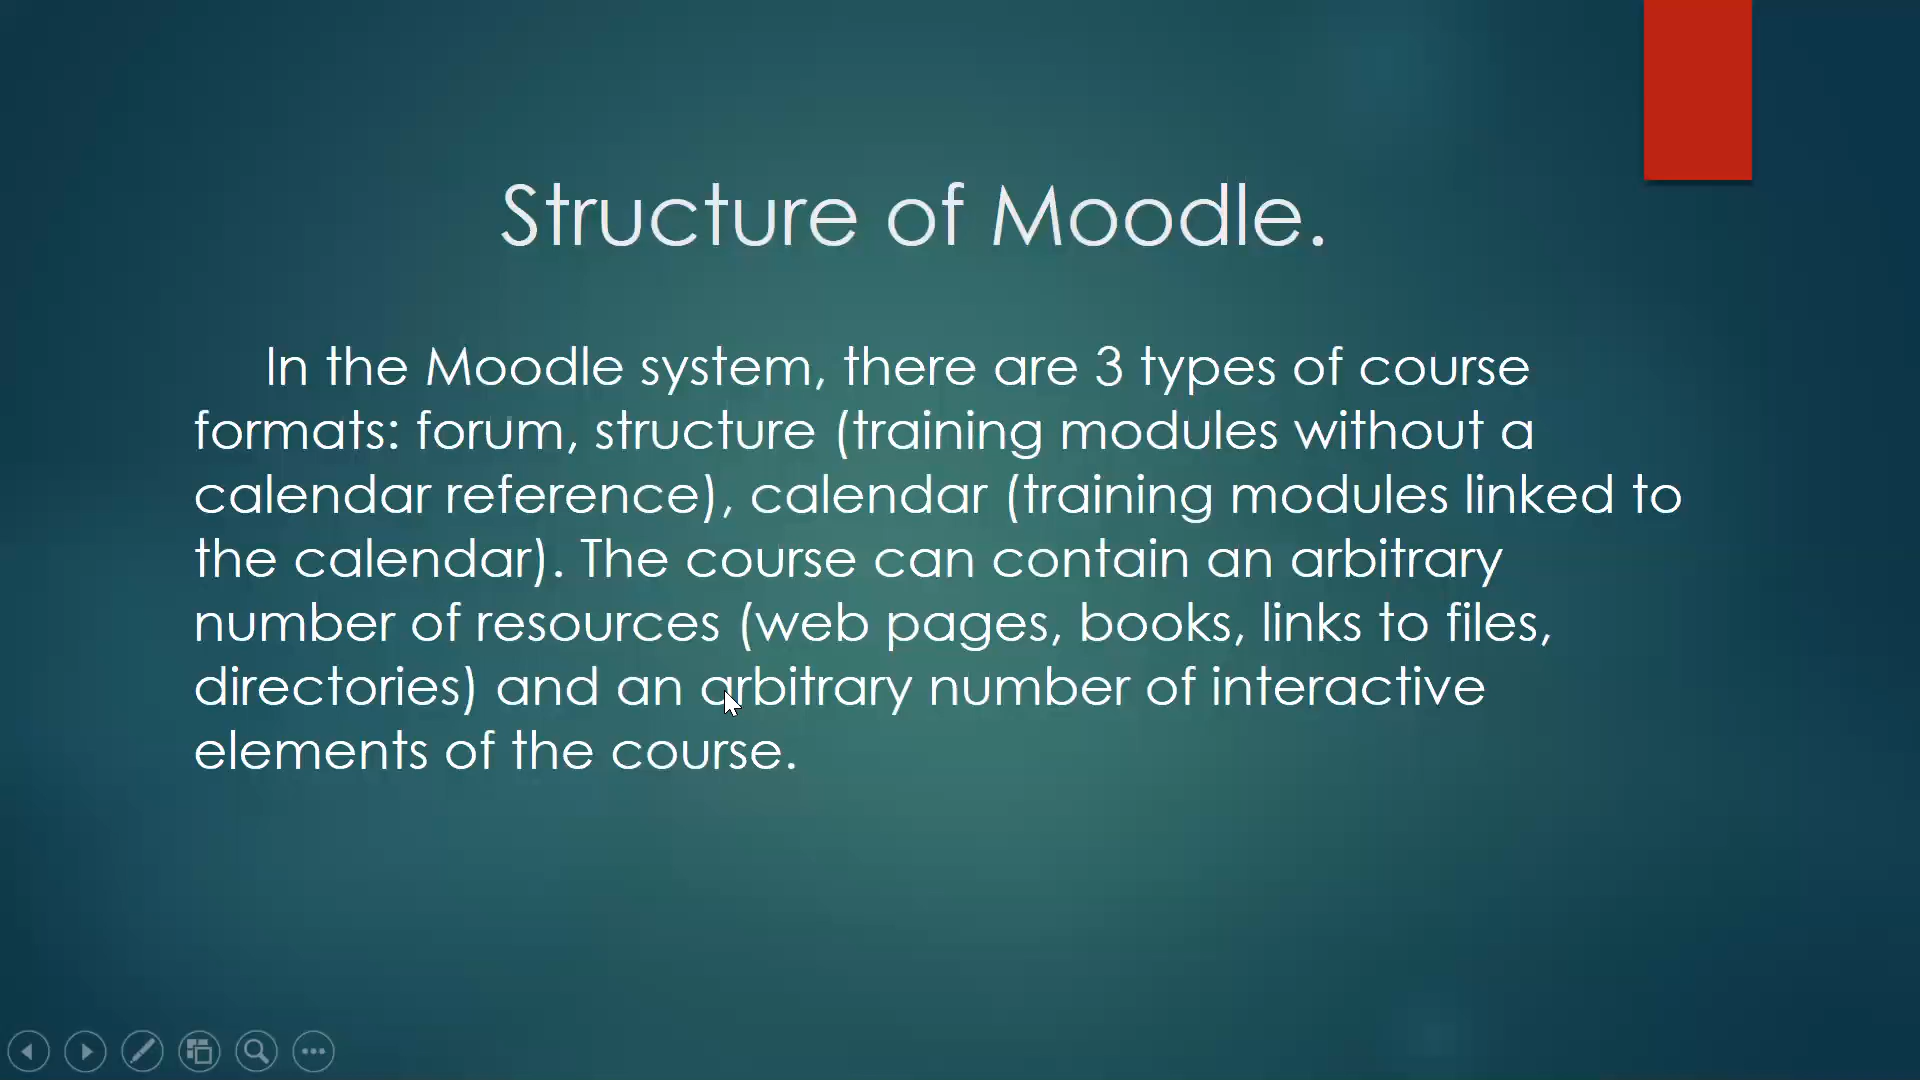 Structure of Moodle.
In the Moodle system, there are 3 types of course
formats: forum, structure (training modules without a
calendar reference), calendar (training modules linked to
the calendar). The course can contain an arbitrary
number of resources (web pages, books, links to files,
directories) and an arbitrary number of interactive
elements of the course.